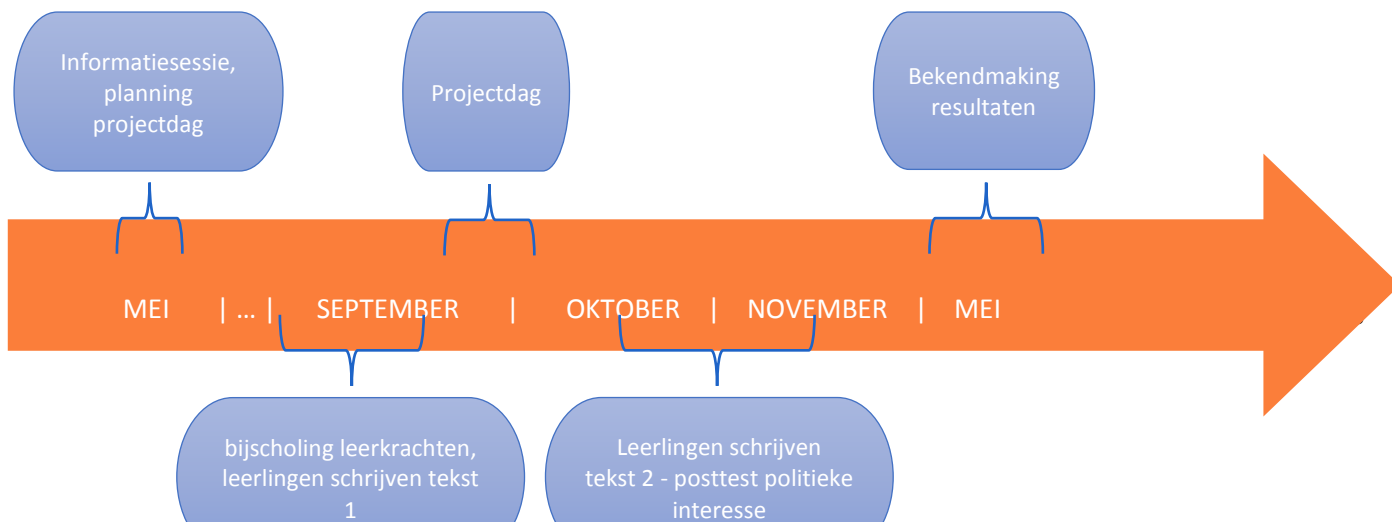 Informatiesessie,
planning
projectdag
Projectdag
Bekendmaking
resultaten
MEI | ... | SEPTEMBER | OKTOBER | NOVEMBER | MEI
bijscholing leerkrachten,
leerlingen schrijven tekst
1
Leerlingen schrijven
tekst 2 - posttest politieke
interesse